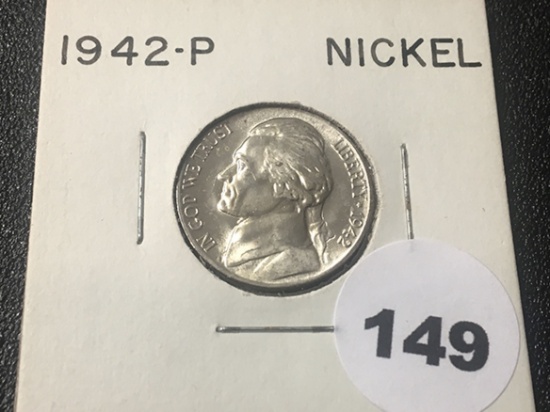 1942-P NICKEL
IN GOD WE TRUST
LIBERTY * 1942
149